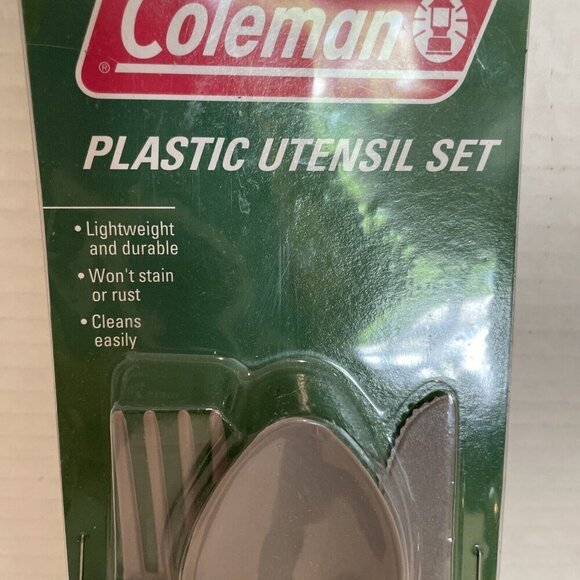 Coleman
®
PLASTIC UTENSIL SET
• Lightweight
and durable
• Won't stain
or rust
• Cleans
easily